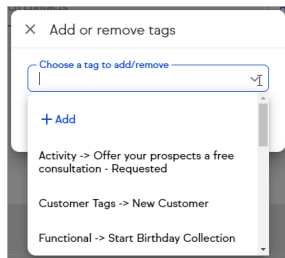 Add or remove tags
Choose a tag to add/remove
+ Add
Activity -> Offer your prospects a free
consultation - Requested
Customer Tags -> New Customer
Functional -> Start Birthday Collection